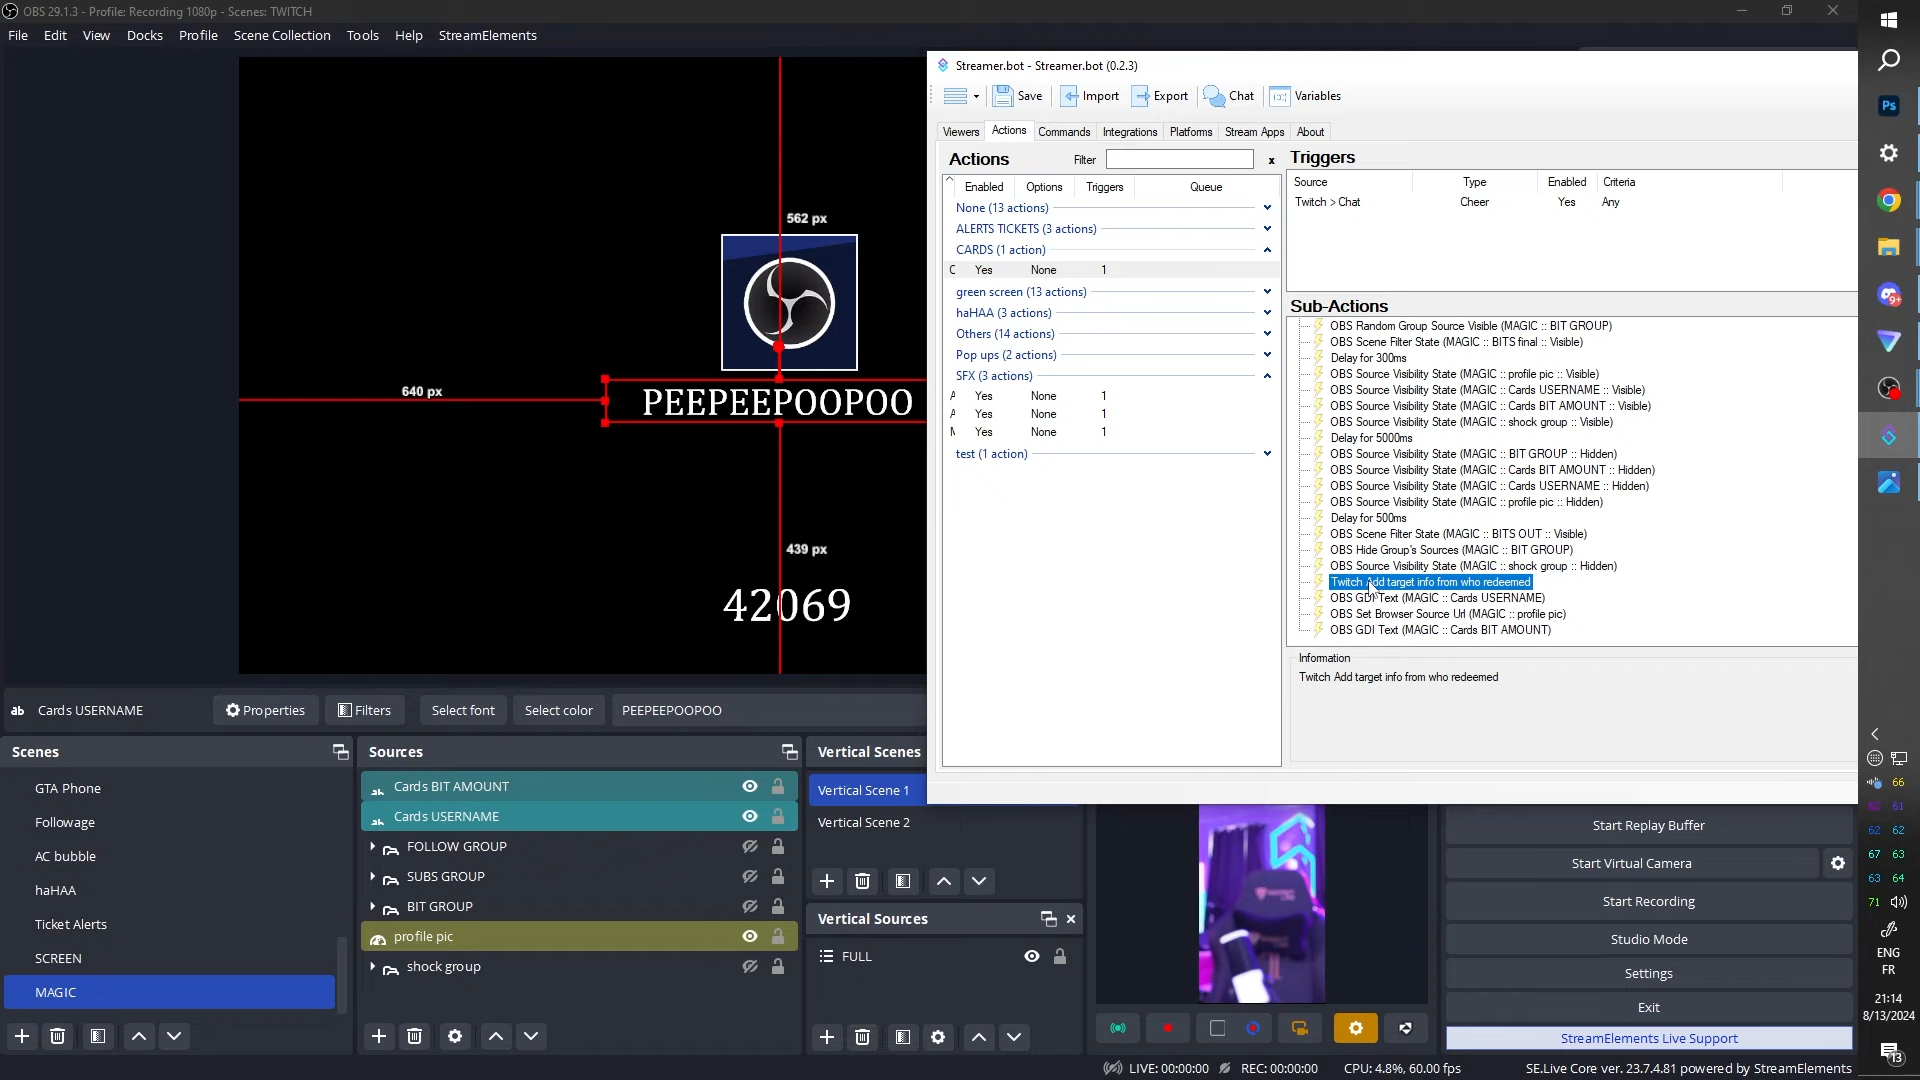 OBS 29.1.3 - Profile: Recording 1080p - Scenes: TWITCH
File Edit View Docks Profile Scene Collection Tools Help StreamElements
562 px
640 px
PEEPEEPOOPOO
439 px
42069
Streamer.bot - Streamer.bot (0.2.3)
Save Import Export Chat Variables
Viewers Actions Commands Integrations Platforms Stream Apps About
Actions Filter x
Enabled Options Triggers Queue
None (13 actions)
ALERTS TICKETS (3 actions)
CARDS (1 action)
C Yes None 1
green screen (13 actions)
haHAA (3 actions)
Others (14 actions)
Pop ups (2 actions)
SFX (3 actions)
A Yes None 1
A Yes None 1
Yes None 1
test (1 action)
Triggers
Source Type Enabled Criteria
Twitch > Chat Cheer Yes Any
Sub-Actions
OBS Random Group Source Visible (MAGIC :: BIT GROUP)
OBS Scene Filter State (MAGIC :: BITS final :: Visible)
Delay for 300ms
OBS Source Visibility State (MAGIC :: profile pic :: Visible)
OBS Source Visibility State (MAGIC :: Cards USERNAME :: Visible)
OBS Source Visibility State (MAGIC :: Cards BIT AMOUNT :: Visible)
OBS Source Visibility State (MAGIC :: shock group :: Visible)
Delay for 5000ms
OBS Source Visibility State (MAGIC :: BIT GROUP :: Hidden)
OBS Source Visibility State (MAGIC :: Cards BIT AMOUNT :: Hidden)
OBS Source Visibility State (MAGIC :: Cards USERNAME :: Hidden)
OBS Source Visibility State (MAGIC :: profile pic :: Hidden)
Delay for 500ms
OBS Scene Filter State (MAGIC :: BITS OUT :: Visible)
OBS Hide Group's Sources (MAGIC :: BIT GROUP)
OBS Source Visibility State (MAGIC :: shock group :: Hidden)
Twitch Add target info from who redeemed
OBS GDI Text (MAGIC :: Cards USERNAME)
OBS Set Browser Source Url (MAGIC :: profile pic)
OBS GDI Text (MAGIC :: Cards BIT AMOUNT)
Information
Twitch Add target info from who redeemed
ab Cards USERNAME Properties Filters Select font Select color PEEPEEPOOPOO
Scenes
GTA Phone
Followage
AC bubble
haHAA
Ticket Alerts
SCREEN
MAGIC
Sources
Cards BIT AMOUNT
Cards USERNAME
FOLLOW GROUP
SUBS GROUP
BIT GROUP
profile pic
shock group
Vertical Scenes
Vertical Scene 1
Vertical Scene 2
Vertical Sources
FULL
Start Replay Buffer
Start Virtual Camera
Start Recording
Studio Mode
Settings
Exit
StreamElements Live Support
LIVE: 00:00:00 REC: 00:00:00 CPU: 4.8%, 60.00 fps SE.Live Core ver. 23.7.4.81 powered by StreamElements
Ps
9+
66
61
62 62
67 63
63 64
71
ENG
FR
21:14
8/13/2024
13